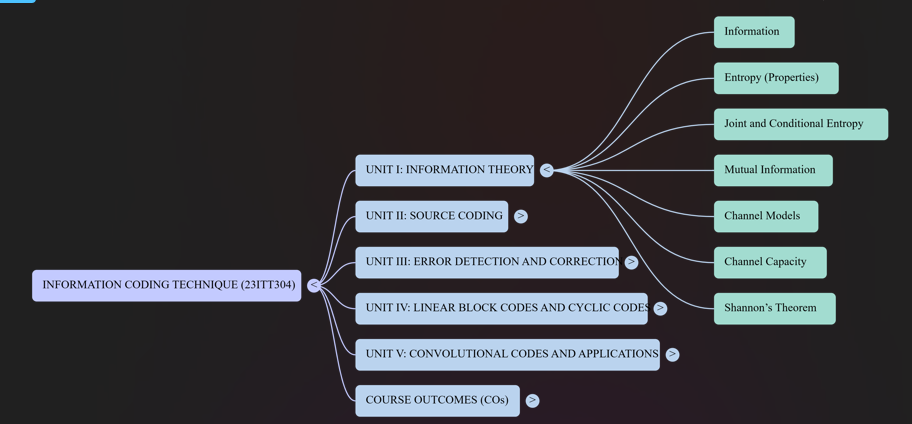 INFORMATION CODING TECHNIQUE (23ITT304)
<
UNIT I: INFORMATION THEORY
<
Information
Entropy (Properties)
Joint and Conditional Entropy
Mutual Information
Channel Models
Channel Capacity
Shannon’s Theorem
UNIT II: SOURCE CODING
>
UNIT III: ERROR DETECTION AND CORRECTION
>
UNIT IV: LINEAR BLOCK CODES AND CYCLIC CODES
>
UNIT V: CONVOLUTIONAL CODES AND APPLICATIONS
>
COURSE OUTCOMES (COs)
>